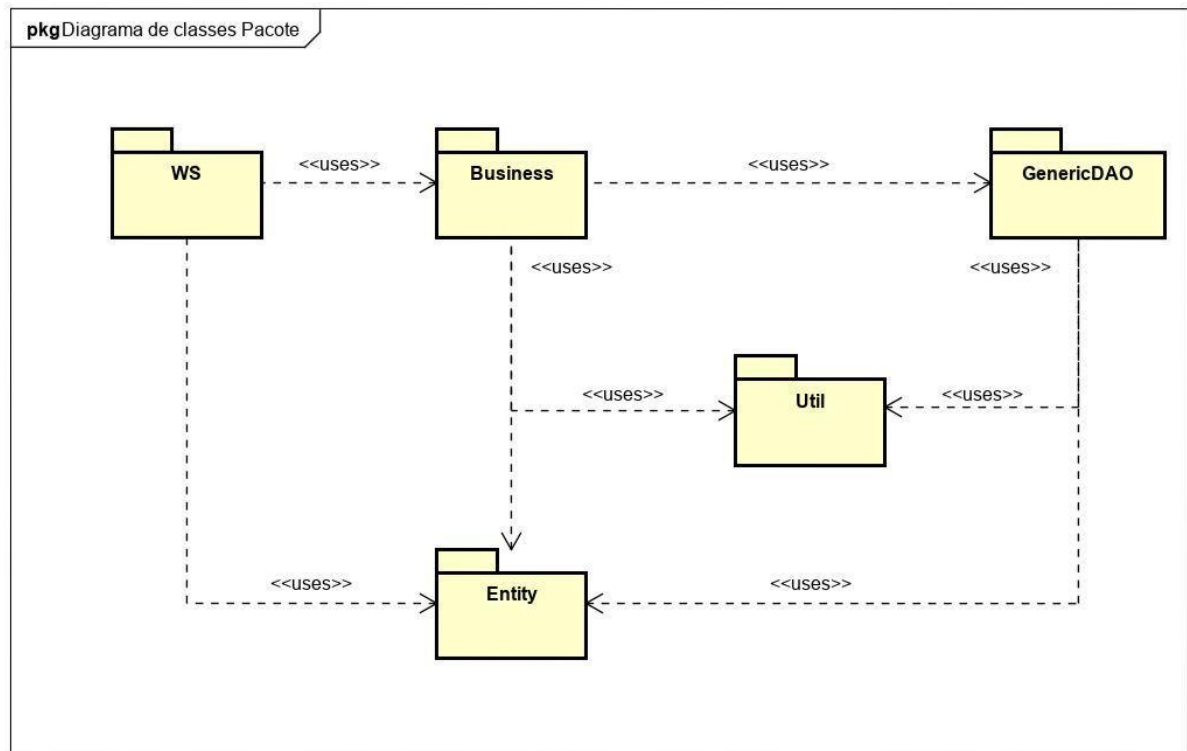 pkg Diagrama de classes Pacote
WS
<<uses>>
Business
<<uses>>
GenericDAO
<<uses>>
<<uses>>
<<uses>>
Util
<<uses>>
<<uses>>
Entity
<<uses>>